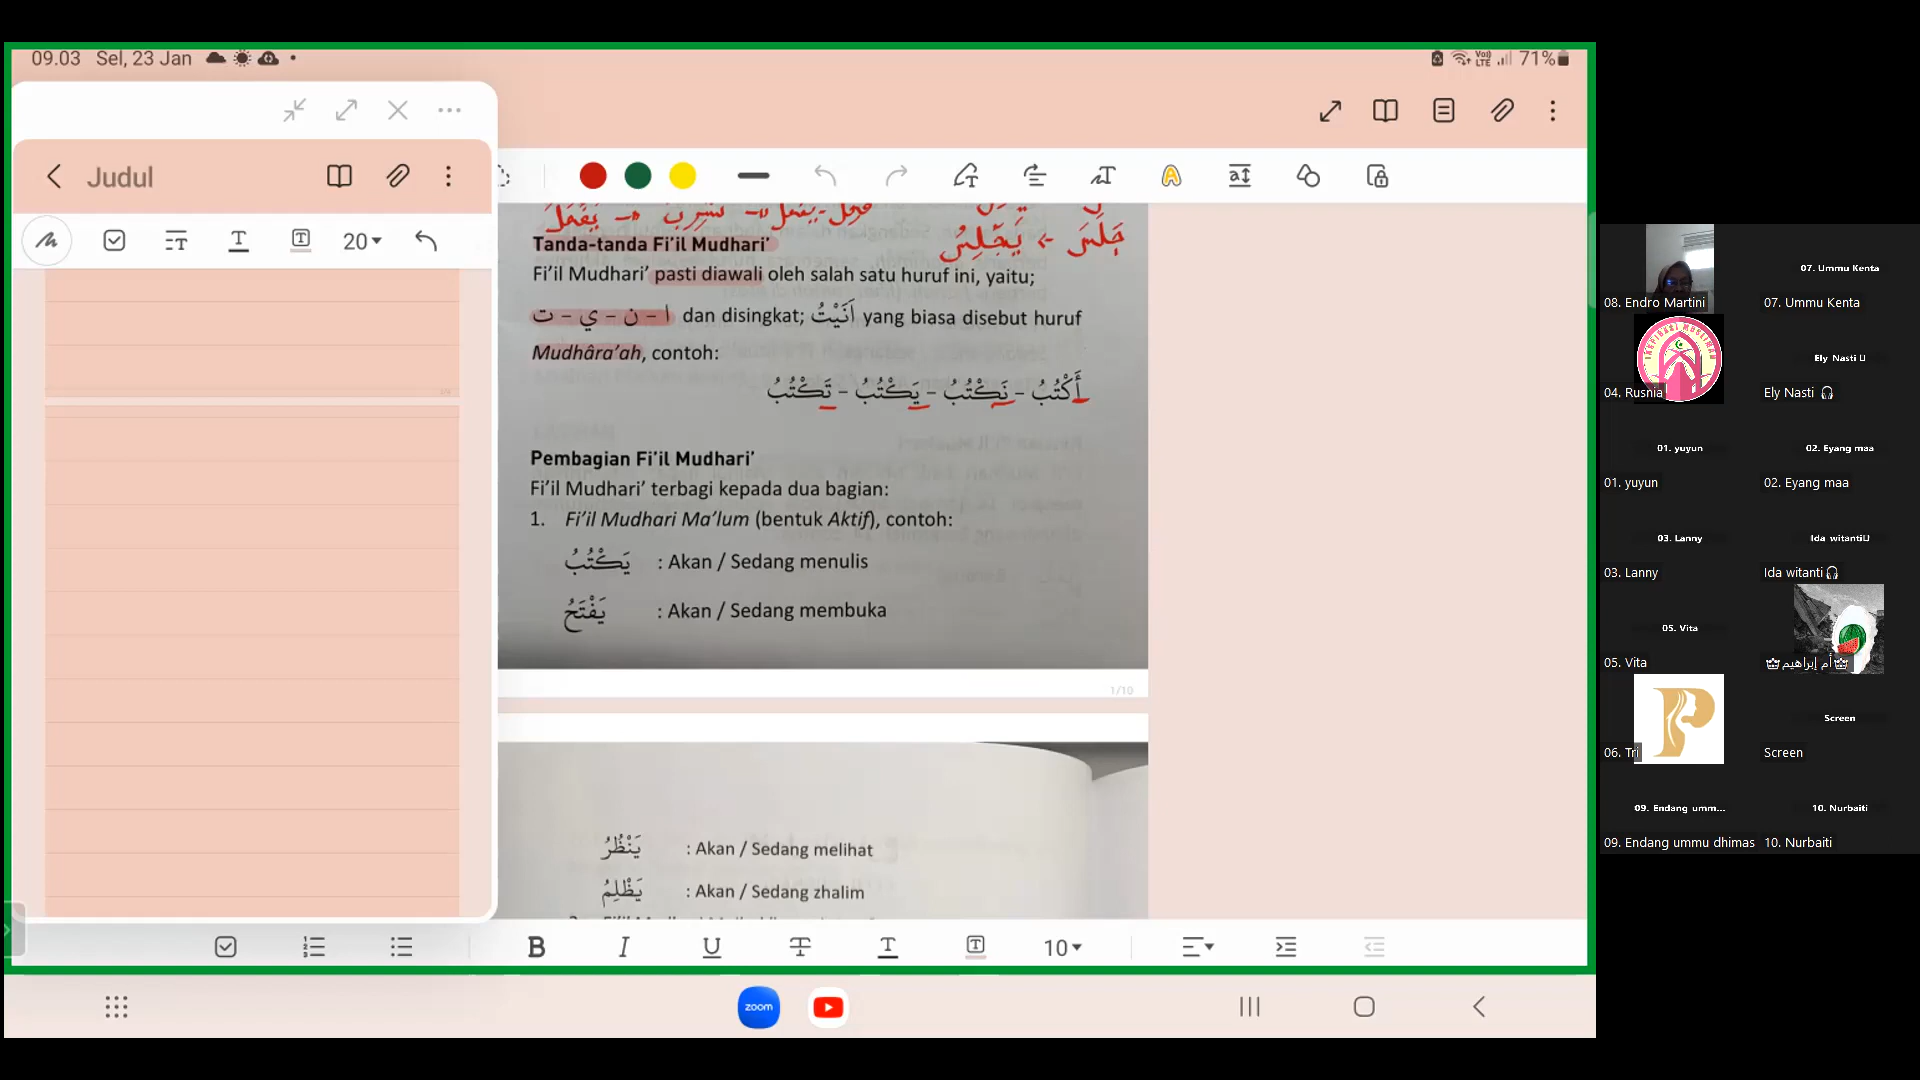 09.03 Sel, 23 Jan
71%
Judul
20
فَعَلَ - يَفْعَلُ
جَلَسَ -> يَجْلِسُ
Tanda-tanda Fi’il Mudhari’
Fi’il Mudhari’ pasti diawali oleh salah satu huruf ini, yaitu;
ا - ن - ي - ت dan disingkat; اَنَيْتُ yang biasa disebut huruf
Mudhâra’ah, contoh:
أَكْتُبُ - نَكْتُبُ - يَكْتُبُ - تَكْتُبُ
Pembagian Fi’il Mudhari’
Fi’il Mudhari’ terbagi kepada dua bagian:
1. Fi’il Mudhari Ma’lum (bentuk Aktif), contoh:
يَكْتُبُ : Akan / Sedang menulis
يَفْتَحُ : Akan / Sedang membuka
1/10
يَنْظُرُ : Akan / Sedang melihat
يَظْلِمُ : Akan / Sedang zhalim
B I U T T T 10
zoom
07. Ummu Kenta
08. Endro Martini
07. Ummu Kenta
INSPIRASI MUSLIMAH
Ely Nasti
04. Rusnia
Ely Nasti
01. yuyun
02. Eyang maa
01. yuyun
02. Eyang maa
03. Lanny
Ida witanti
03. Lanny
Ida witanti
05. Vita
05. Vita
أم إبراهيم
Screen
06. Tri
Screen
09. Endang umm...
10. Nurbaiti
09. Endang ummu dhimas
10. Nurbaiti